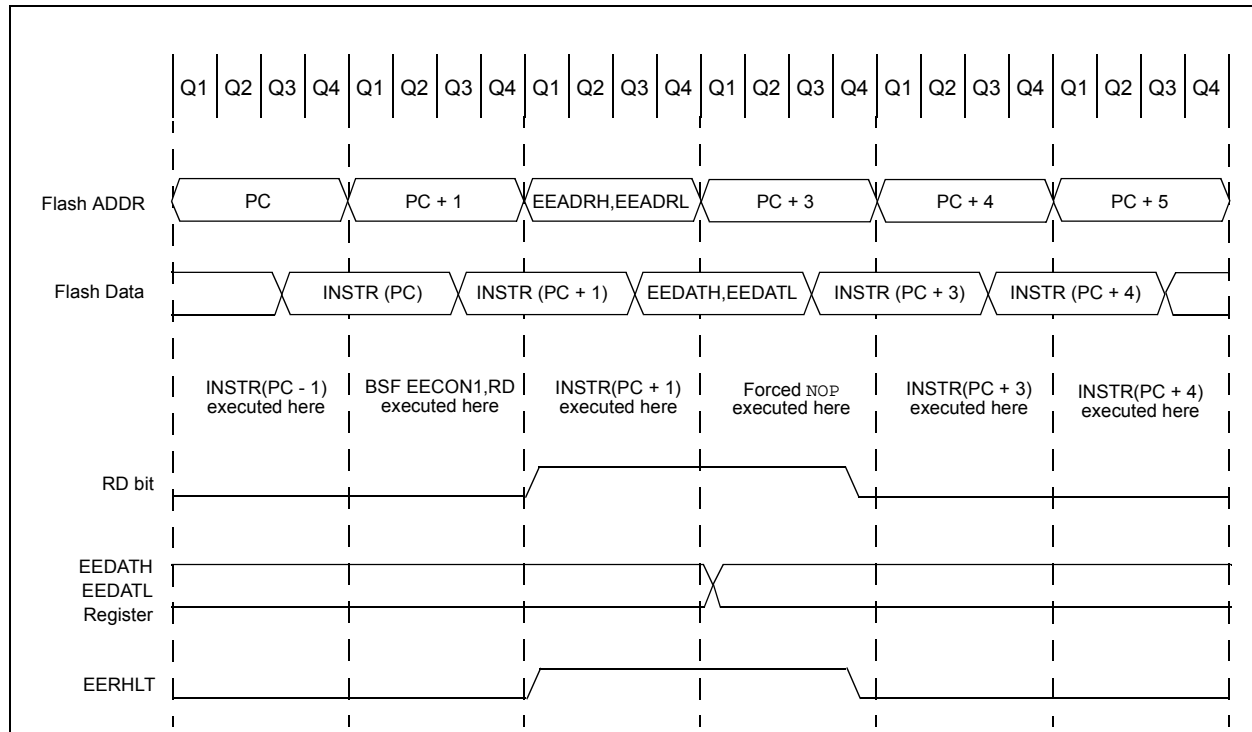 Q1 Q2 Q3 Q4 Q1 Q2 Q3 Q4 Q1 Q2 Q3 Q4 Q1 Q2 Q3 Q4 Q1 Q2 Q3 Q4 Q1 Q2 Q3 Q4
Flash ADDR PC PC + 1 EEADRH,EEADRL PC + 3 PC + 4 PC + 5
Flash Data INSTR (PC) INSTR (PC + 1) EEDATH,EEDATL INSTR (PC + 3) INSTR (PC + 4)
INSTR(PC - 1) BSF EECON1,RD INSTR(PC + 1) Forced NOP INSTR(PC + 3) INSTR(PC + 4)
executed here executed here executed here executed here executed here executed here
RD bit
EEDATH
EEDATL
Register
EERHLT